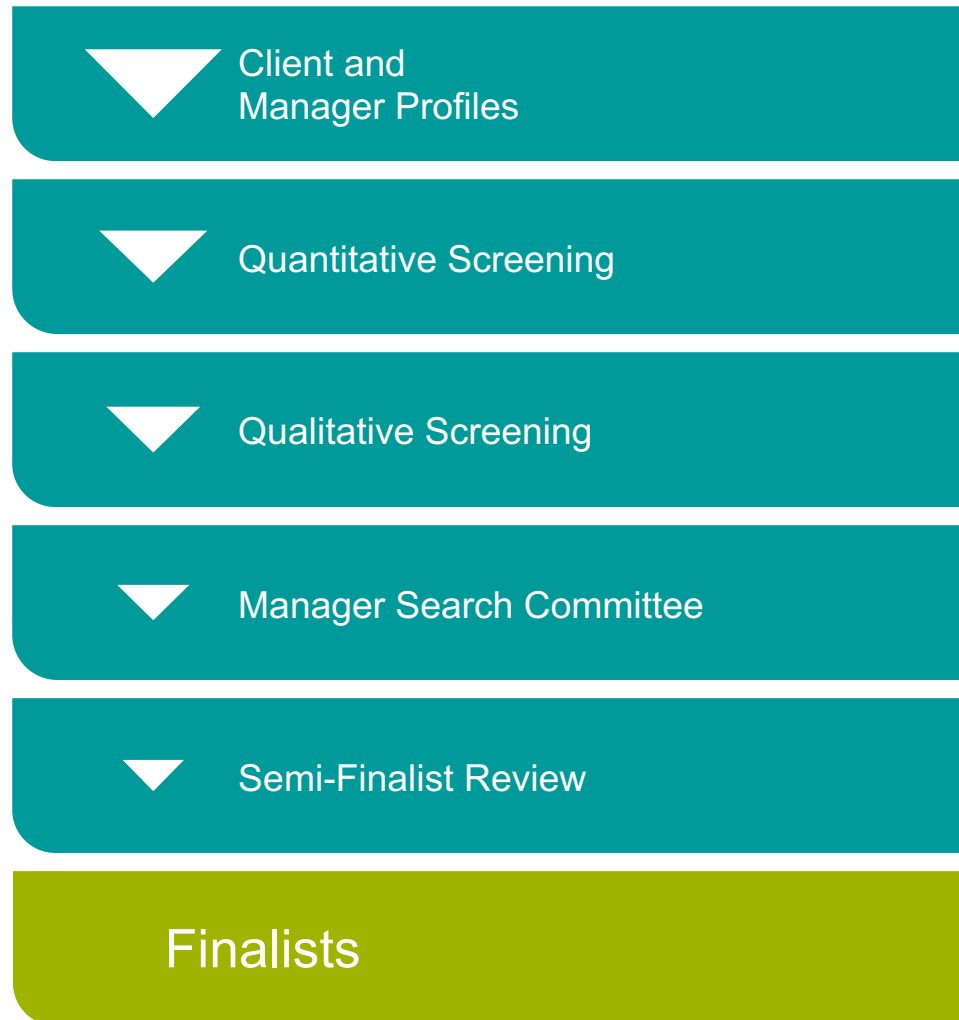 Client and
Manager Profiles
Quantitative Screening
Qualitative Screening
Manager Search Committee
Semi-Finalist Review
Finalists